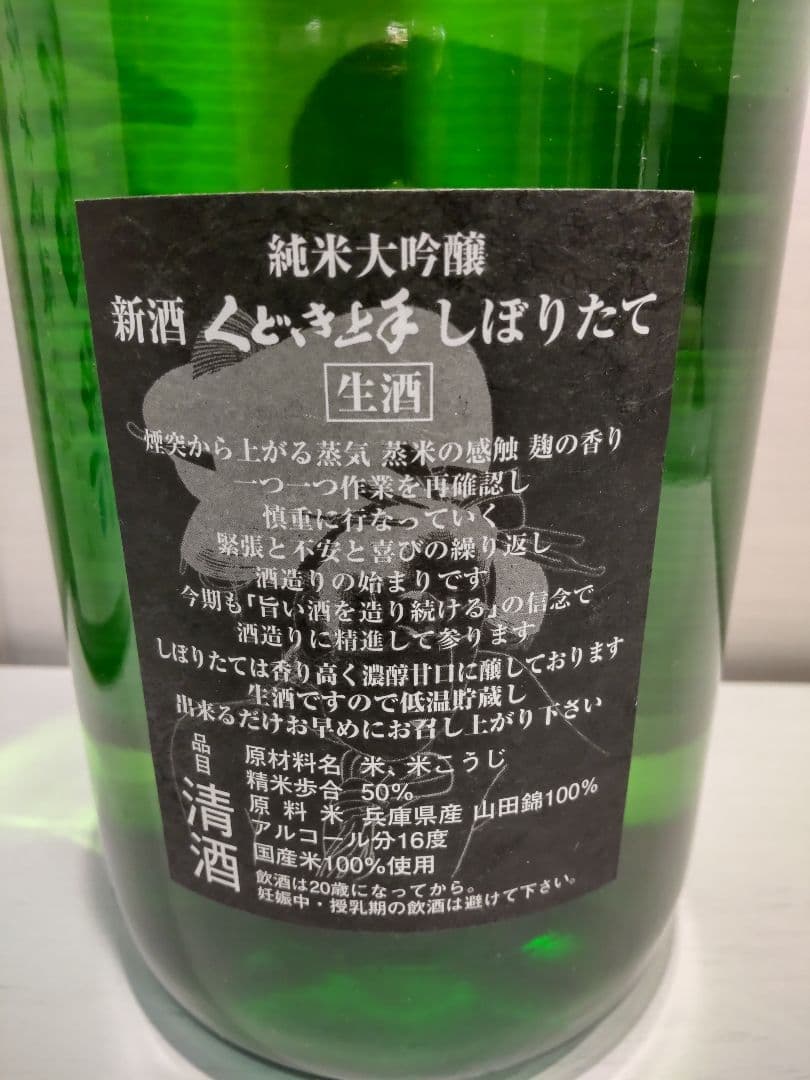 純米大吟醸
新酒 くどき上手 しぼりたて
生酒
煙突から上がる蒸気 蒸米の感触 麹の香り
一つ一つ作業を再確認し
慎重に行なっていく
緊張と不安と喜びの繰り返し
酒造りの始まりです
今期も「旨い酒を造り続ける」の信念で
酒造りに精進して参ります
しぼりたては香り高く濃醇甘口に醸しております
生酒ですので低温貯蔵し
出来るだけお早めにお召し上がり下さい
品目 清酒
原材料名 米、米こうじ
精米歩合 50%
原料米 兵庫県産 山田錦100%
アルコール分16度
国産米100%使用
飲酒は20歳になってから。
妊娠中・授乳期の飲酒は避けて下さい。